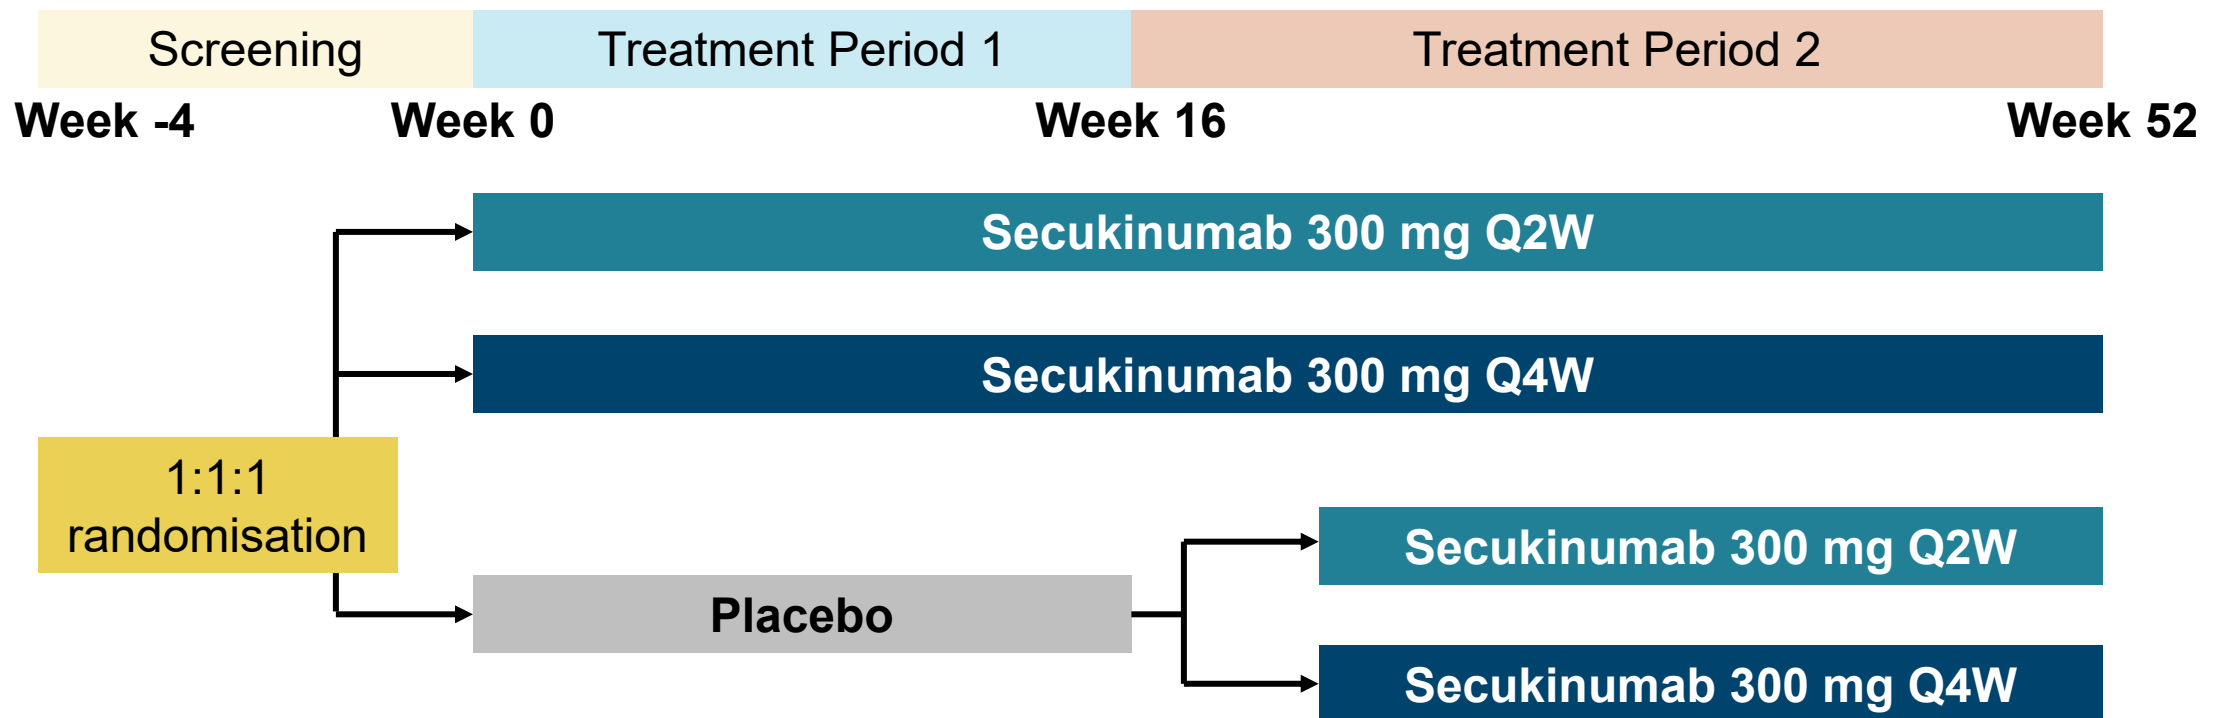 Screening
Treatment Period 1
Treatment Period 2
Week -4
Week 0
Week 16
Week 52
Secukinumab 300 mg Q2W
Secukinumab 300 mg Q4W
1:1:1
randomisation
Placebo
Secukinumab 300 mg Q2W
Secukinumab 300 mg Q4W